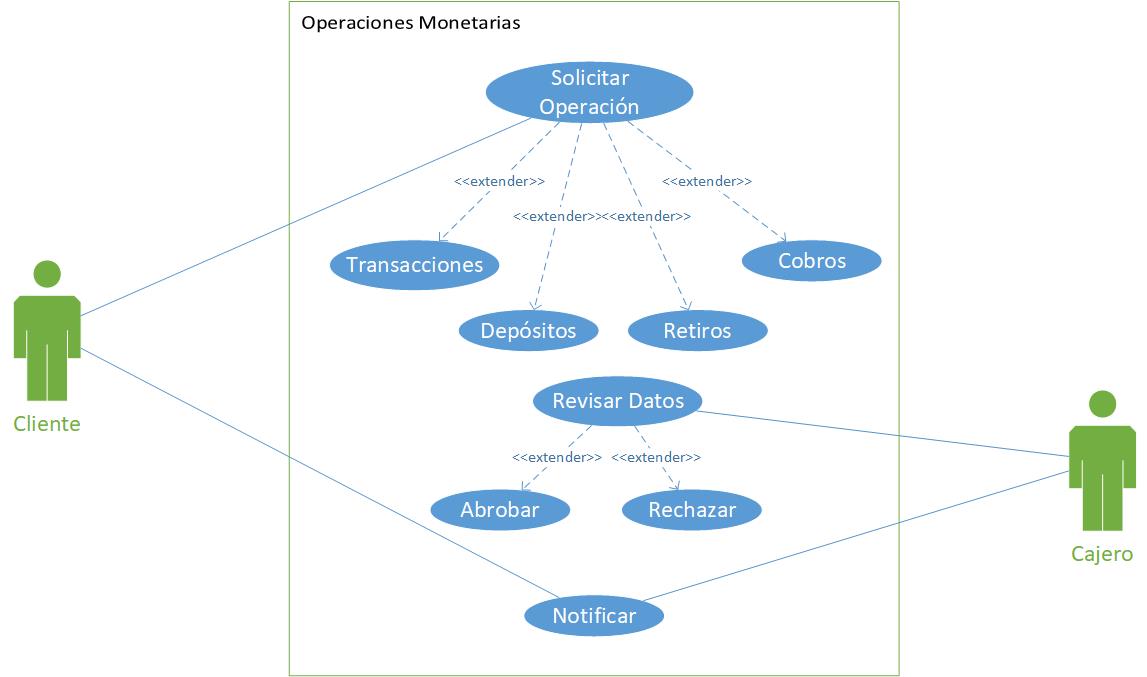 Operaciones Monetarias
Solicitar
Operación
<<extender>>
<<extender>>
<<extender>>
<<extender>>
Transacciones
Cobros
Depósitos
Retiros
Revisar Datos
Cliente
<<extender>>
<<extender>>
Abrobar
Rechazar
Cajero
Notificar